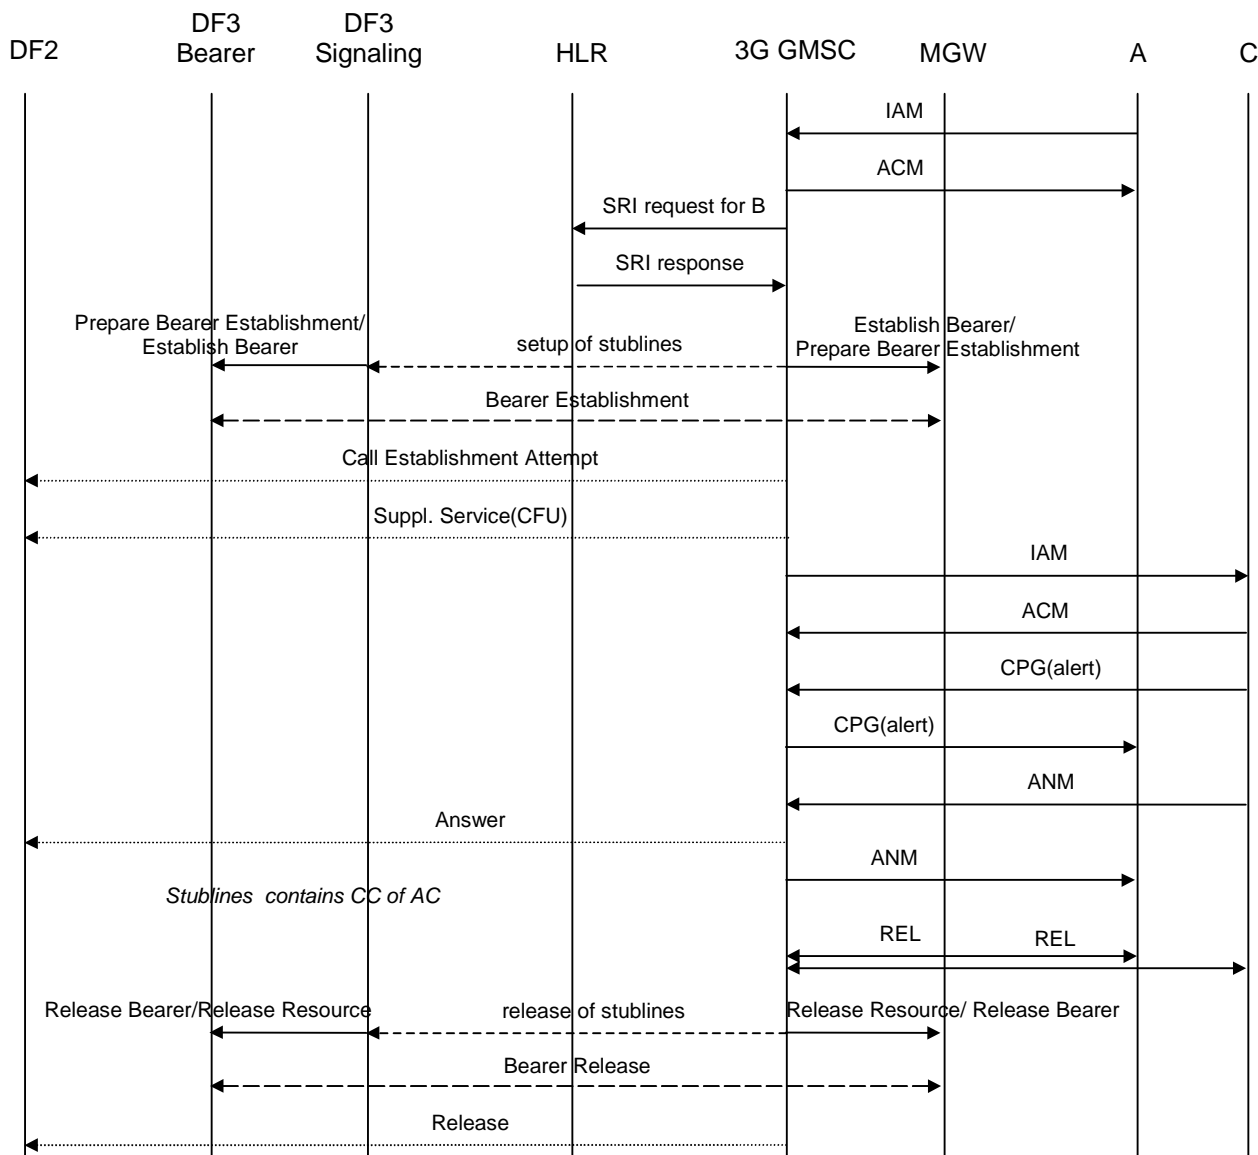 DF2
DF3
Bearer
DF3
Signaling
HLR
3G GMSC
MGW
A
C
IAM
ACM
SRI request for B
SRI response
Prepare Bearer Establishment/
Establish Bearer
setup of stublines
Establish Bearer/
Prepare Bearer Establishment
Bearer Establishment
Call Establishment Attempt
Suppl. Service(CFU)
IAM
ACM
CPG(alert)
CPG(alert)
ANM
Answer
ANM
Stublines contains CC of AC
REL
REL
Release Bearer/Release Resource
release of stublines
Release Resource/ Release Bearer
Bearer Release
Release